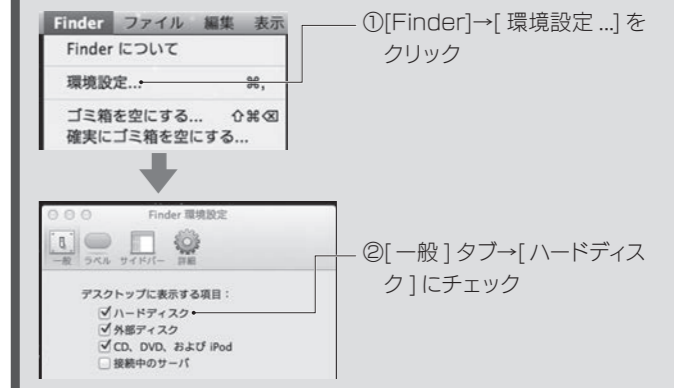 Finder ファイル 編集 表示
Finder について
環境設定... ⌘,
ゴミ箱を空にする... ⇧⌘⌫
確実にゴミ箱を空にする...
①[Finder]→[ 環境設定 ...] を
クリック
Finder 環境設定
一般 ラベル サイドバー 詳細
デスクトップに表示する項目：
ハードディスク
外部ディスク
CD、DVD、および iPod
接続中のサーバ
②[ 一般 ] タブ→[ ハードディス
ク ] にチェック